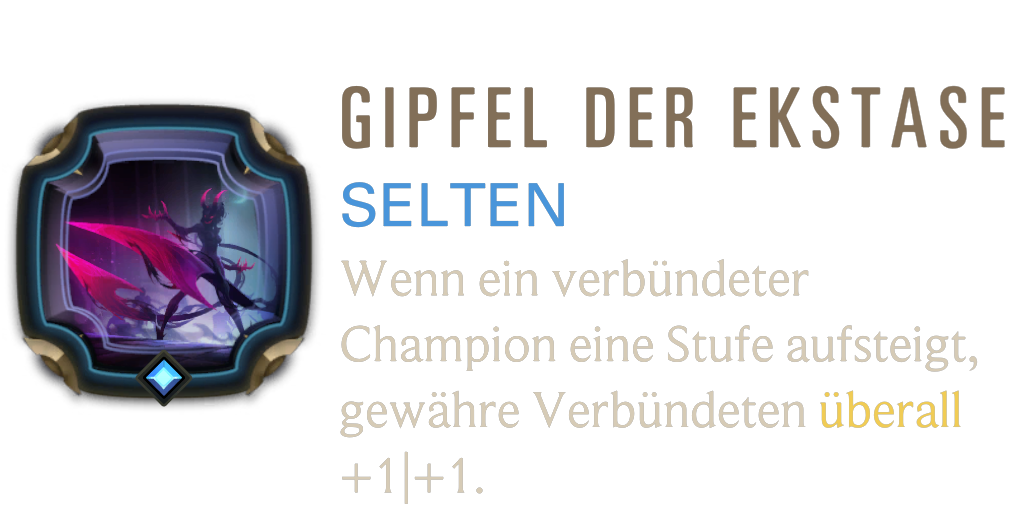 GIPFEL DER EKSTASE
SELTEN
Wenn ein verbündeter
Champion eine Stufe aufsteigt,
gewähre Verbündeten überall
+1|+1.